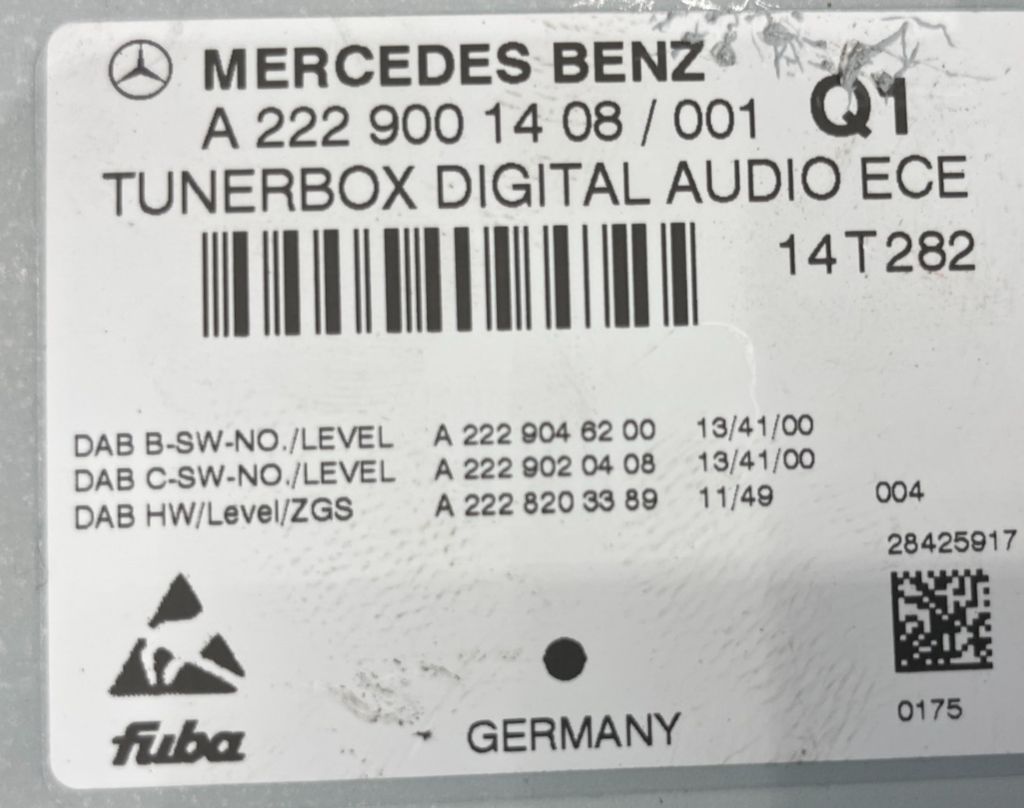 MERCEDES BENZ
A 222 900 14 08 / 001 Q1
TUNERBOX DIGITAL AUDIO ECE
14T282
DAB B-SW-NO./LEVEL A 222 904 62 00 13/41/00
DAB C-SW-NO./LEVEL A 222 902 04 08 13/41/00
DAB HW/Level/ZGS A 222 820 33 89 11/49 004
28425917
0175
fuba
GERMANY